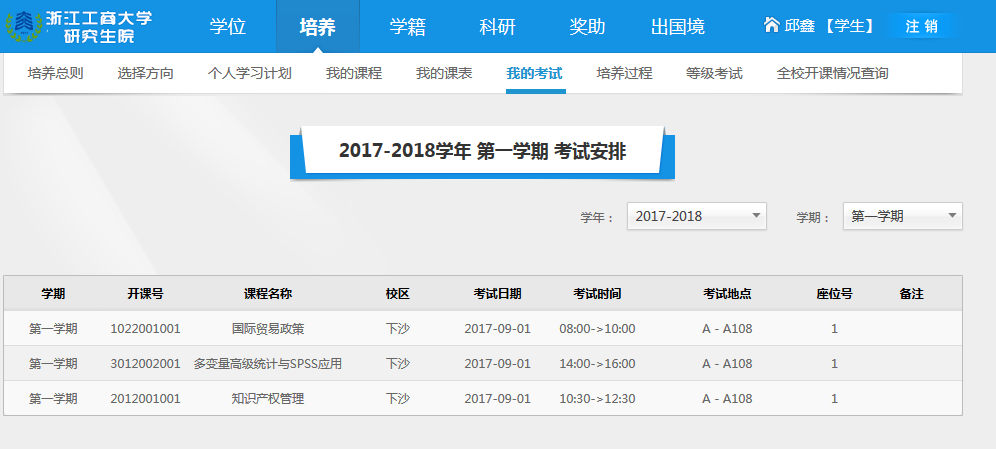 浙江工商大学
研究生院
学位 培养 学籍 科研 奖助 出国境 邱鑫 【学生】 注 销
培养总则 选择方向 个人学习计划 我的课程 我的课表 我的考试 培养过程 等级考试 全校开课情况查询
2017-2018学年 第一学期 考试安排
学年： 2017-2018 学期： 第一学期
学期 开课号 课程名称 校区 考试日期 考试时间 考试地点 座位号 备注
第一学期 1022001001 国际贸易政策 下沙 2017-09-01 08:00->10:00 A - A108 1
第一学期 3012002001 多变量高级统计与SPSS应用 下沙 2017-09-01 14:00->16:00 A - A108 1
第一学期 2012001001 知识产权管理 下沙 2017-09-01 10:30->12:30 A - A108 1